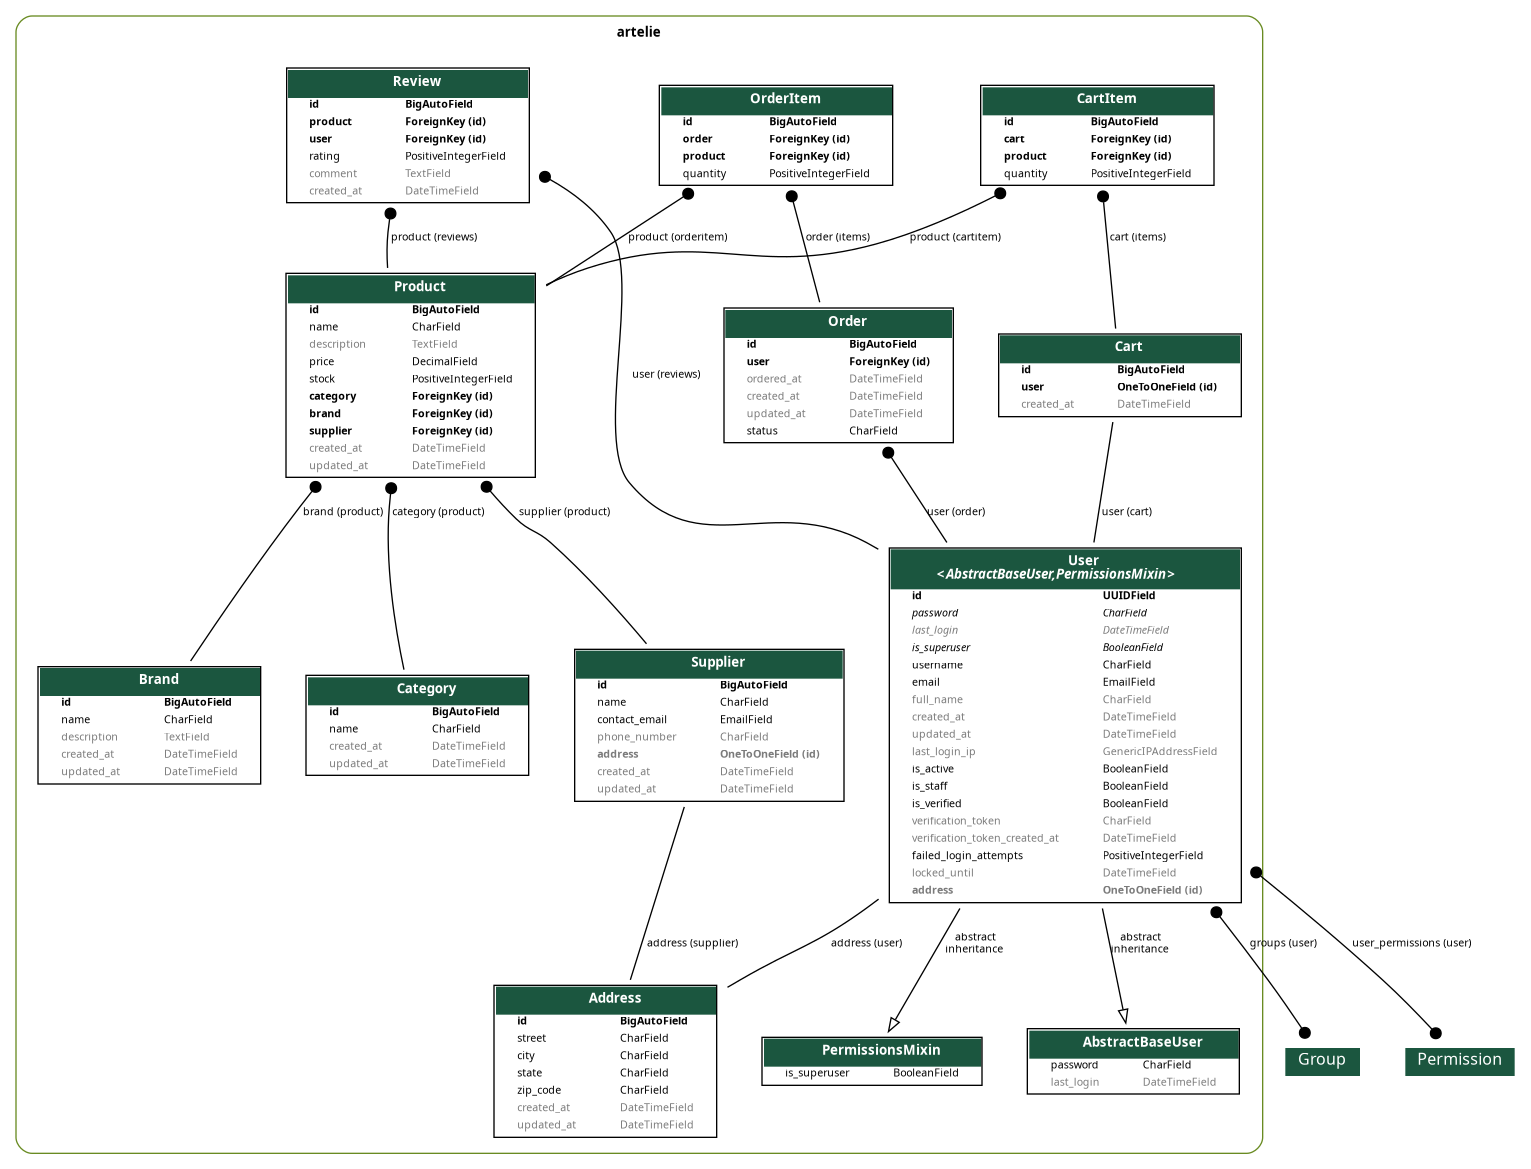 artelie
Review
id BigAutoField
product ForeignKey (id)
user ForeignKey (id)
rating PositiveIntegerField
comment TextField
created_at DateTimeField
OrderItem
id BigAutoField
order ForeignKey (id)
product ForeignKey (id)
quantity PositiveIntegerField
CartItem
id BigAutoField
cart ForeignKey (id)
product ForeignKey (id)
quantity PositiveIntegerField
product (reviews)
product (orderitem)
order (items)
product (cartitem)
cart (items)
Product
id BigAutoField
name CharField
description TextField
price DecimalField
stock PositiveIntegerField
category ForeignKey (id)
brand ForeignKey (id)
supplier ForeignKey (id)
created_at DateTimeField
updated_at DateTimeField
user (reviews)
Order
id BigAutoField
user ForeignKey (id)
ordered_at DateTimeField
created_at DateTimeField
updated_at DateTimeField
status CharField
Cart
id BigAutoField
user OneToOneField (id)
created_at DateTimeField
brand (product)
category (product)
supplier (product)
user (order)
user (cart)
Brand
id BigAutoField
name CharField
description TextField
created_at DateTimeField
updated_at DateTimeField
Category
id BigAutoField
name CharField
created_at DateTimeField
updated_at DateTimeField
Supplier
id BigAutoField
name CharField
contact_email EmailField
phone_number CharField
address OneToOneField (id)
created_at DateTimeField
updated_at DateTimeField
User
<AbstractBaseUser,PermissionsMixin>
id UUIDField
password CharField
last_login DateTimeField
is_superuser BooleanField
username CharField
email EmailField
full_name CharField
created_at DateTimeField
updated_at DateTimeField
last_login_ip GenericIPAddressField
is_active BooleanField
is_staff BooleanField
is_verified BooleanField
verification_token CharField
verification_token_created_at DateTimeField
failed_login_attempts PositiveIntegerField
locked_until DateTimeField
address OneToOneField (id)
address (supplier)
address (user)
abstract
inheritance
abstract
inheritance
groups (user)
user_permissions (user)
Address
id BigAutoField
street CharField
city CharField
state CharField
zip_code CharField
created_at DateTimeField
updated_at DateTimeField
PermissionsMixin
is_superuser BooleanField
AbstractBaseUser
password CharField
last_login DateTimeField
Group
Permission